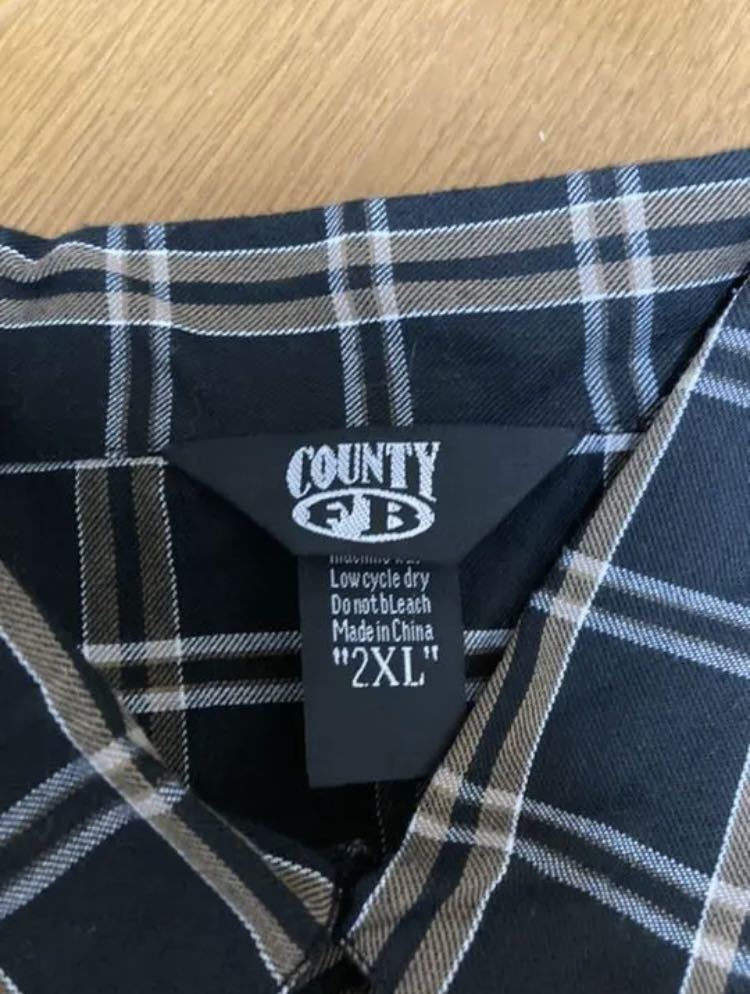 COUNTY
FB
Low cycle dry
Do not bLeach
Made in China
"2XL"